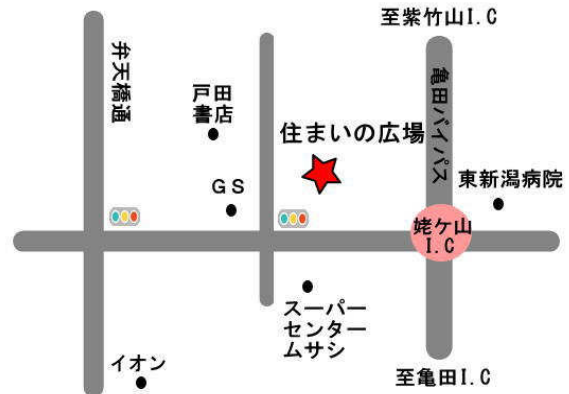 至紫竹山I.C
弁天橋通
戸田
書店
亀田バイパス
住まいの広場
GS
東新潟病院
姥ケ山
I.C
スーパー
センター
ムサシ
イオン
至亀田I.C